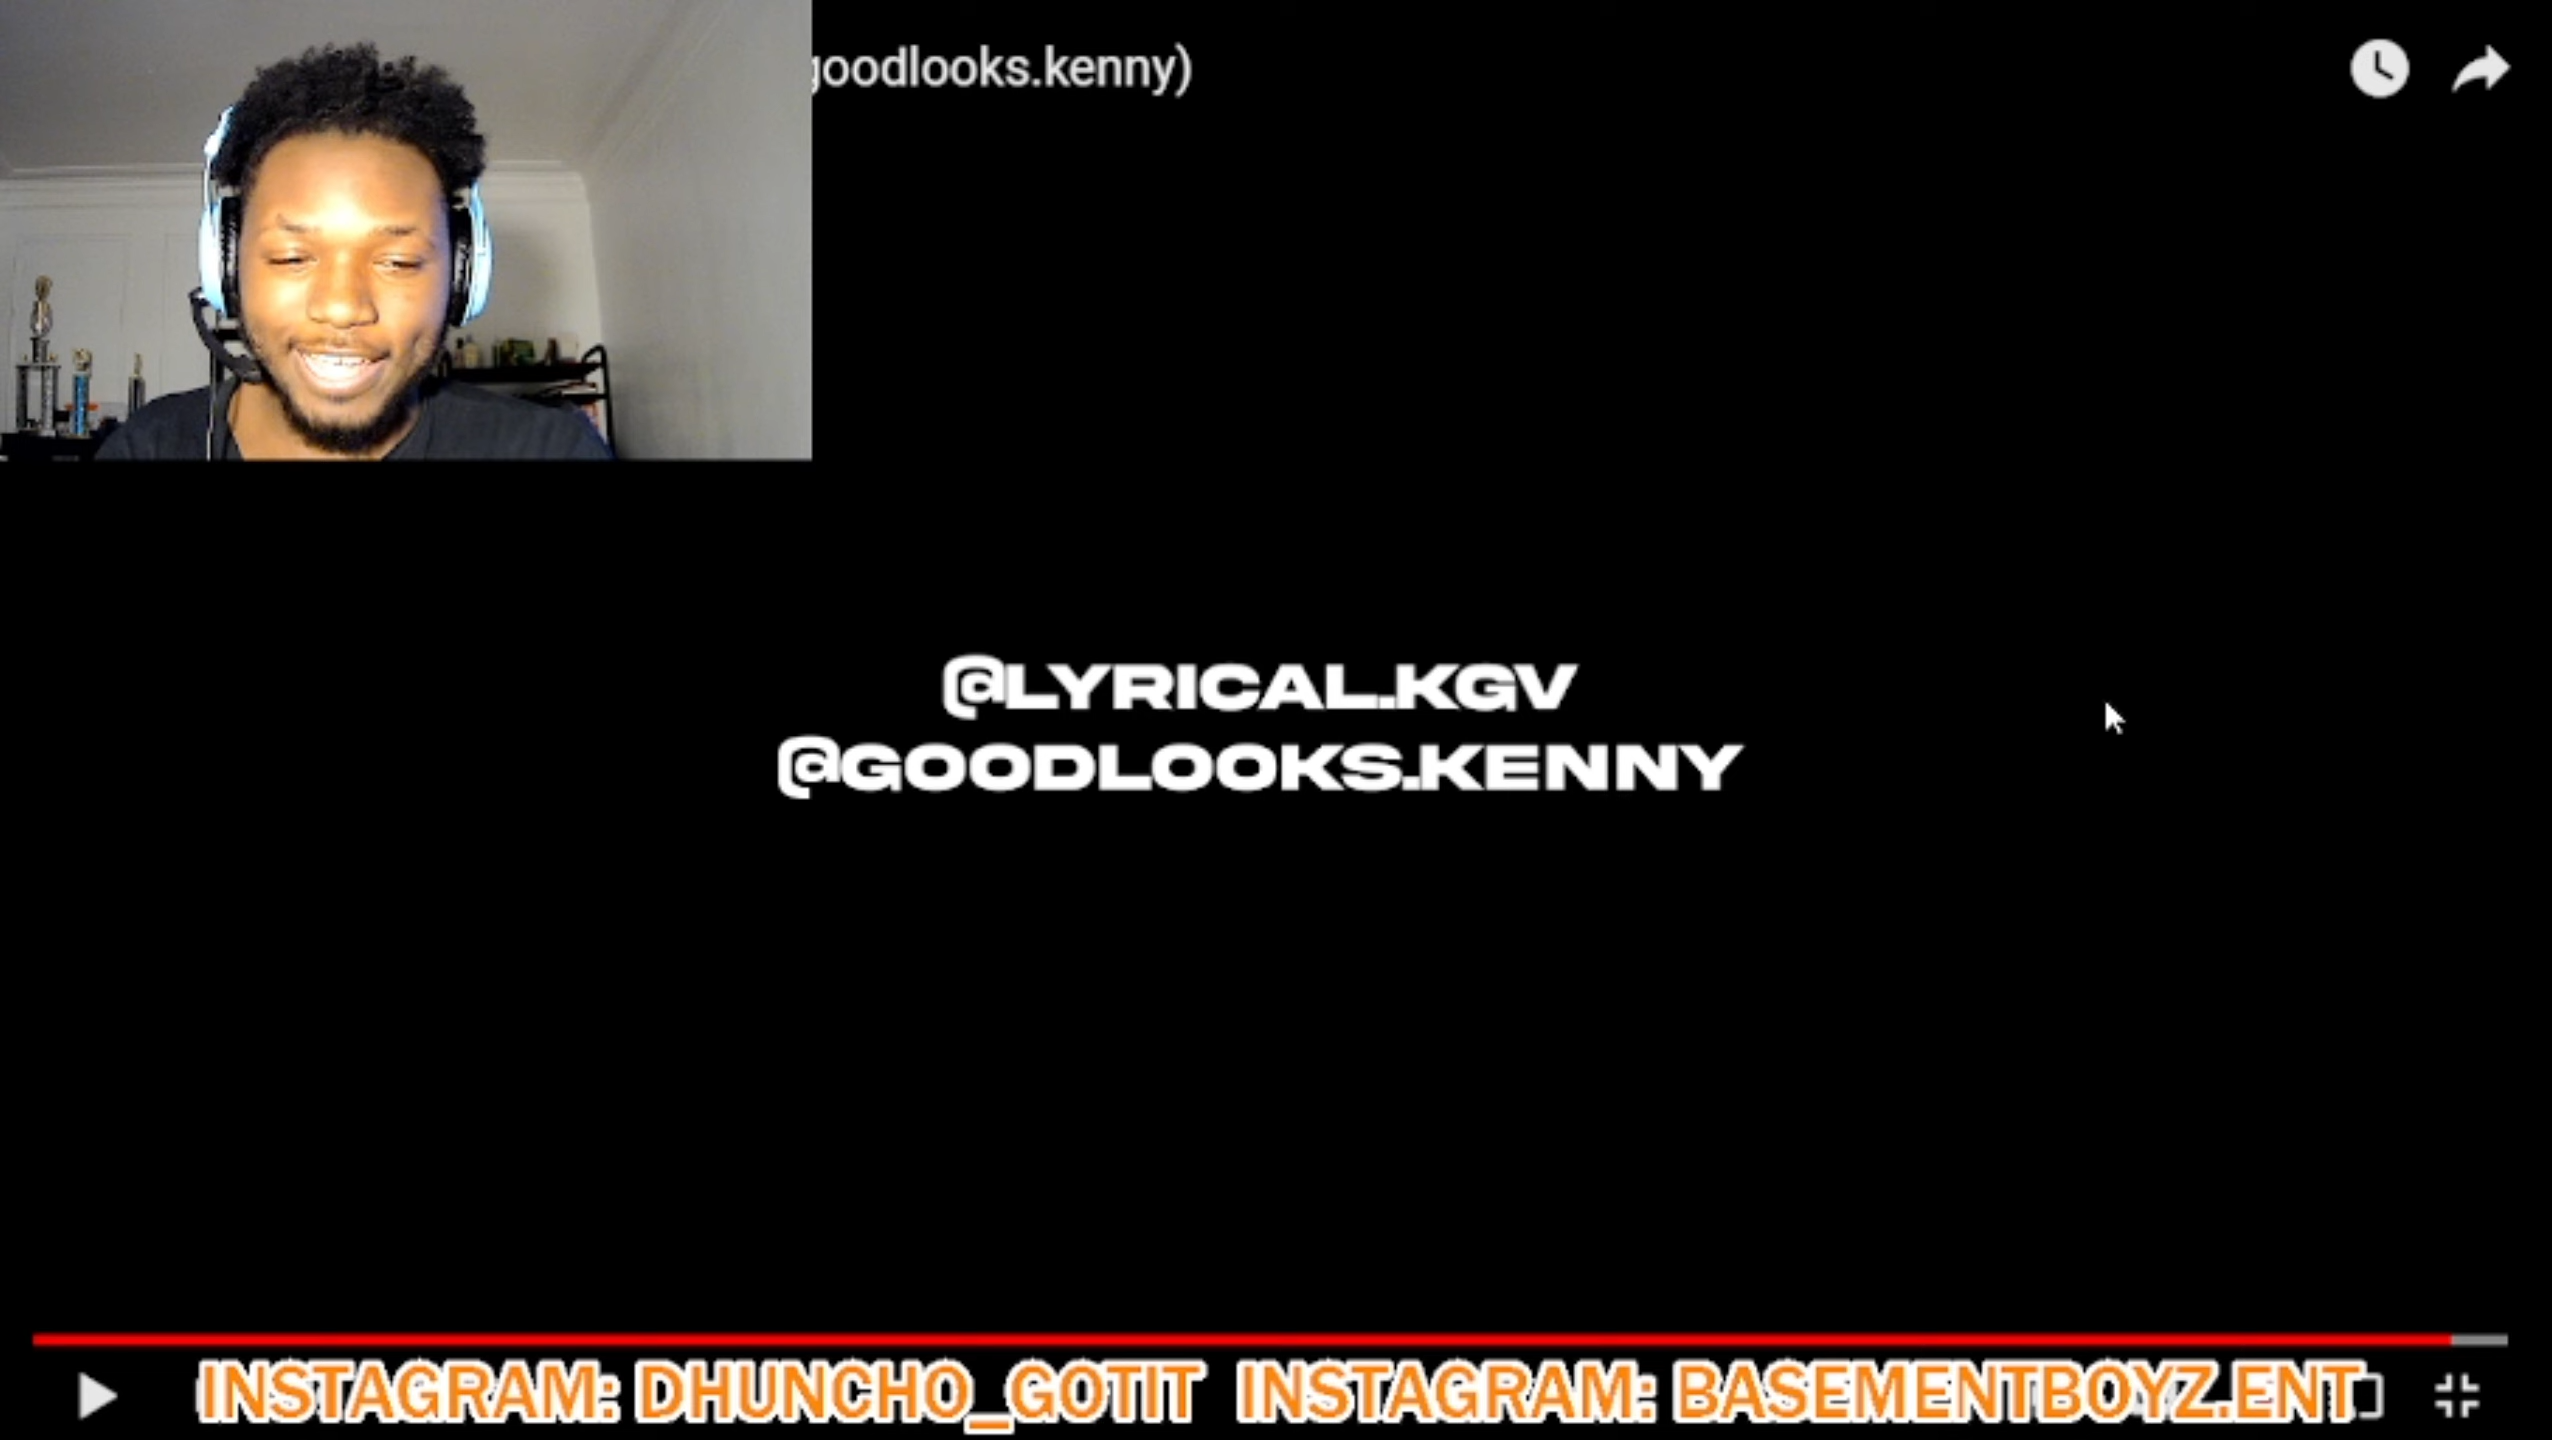 goodlooks.kenny)
@LYRICAL.KGV
@GOODLOOKS.KENNY
INSTAGRAM: DHUNCHO_GOTIT INSTAGRAM: BASEMENTBOYZ.ENT